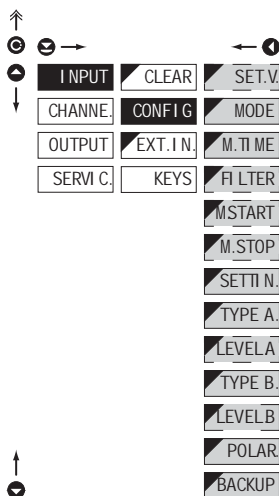 INPUT CLEAR SET.V.
CHANNE. CONFIG MODE
OUTPUT EXT.IN. M.TIME
SERVIC. KEYS FILTER
M.START
M.STOP
SETTIN.
TYPE A.
LEVEL A
TYPE B.
LEVEL B
POLAR.
BACKUP